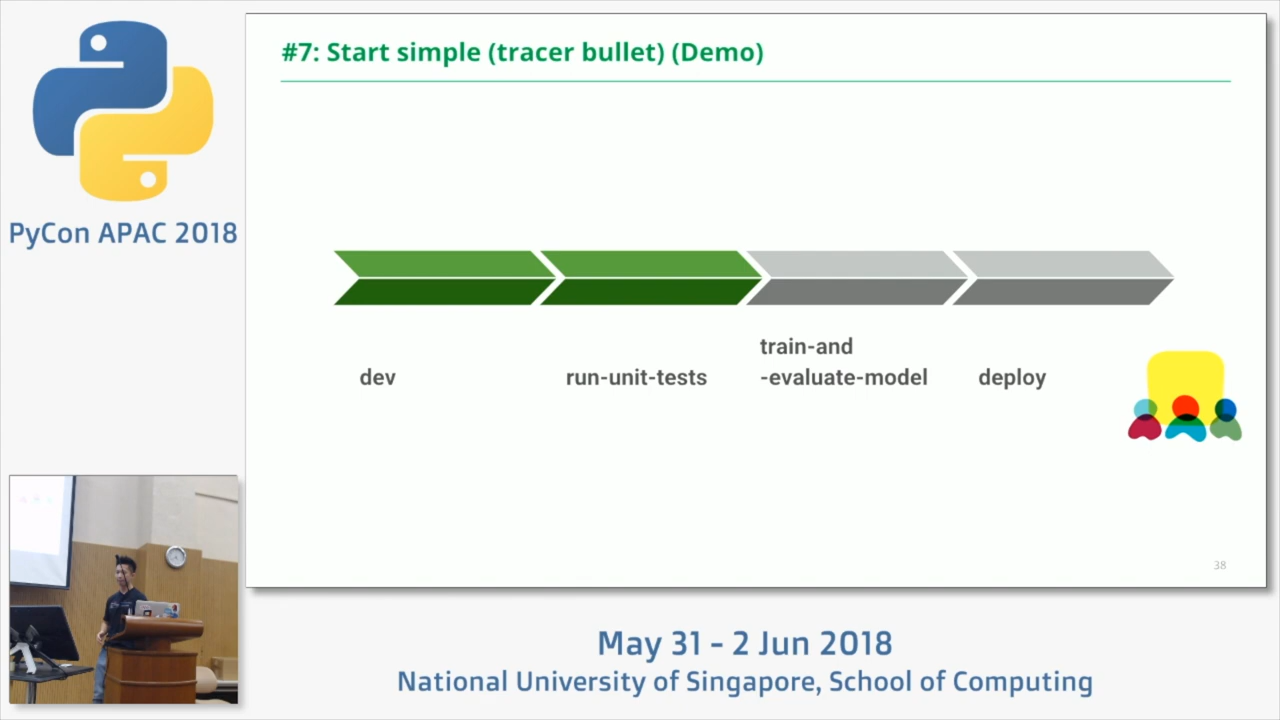 PyCon APAC 2018
#7: Start simple (tracer bullet) (Demo)
dev
run-unit-tests
train-and
-evaluate-model
deploy
38
May 31 - 2 Jun 2018
National University of Singapore, School of Computing